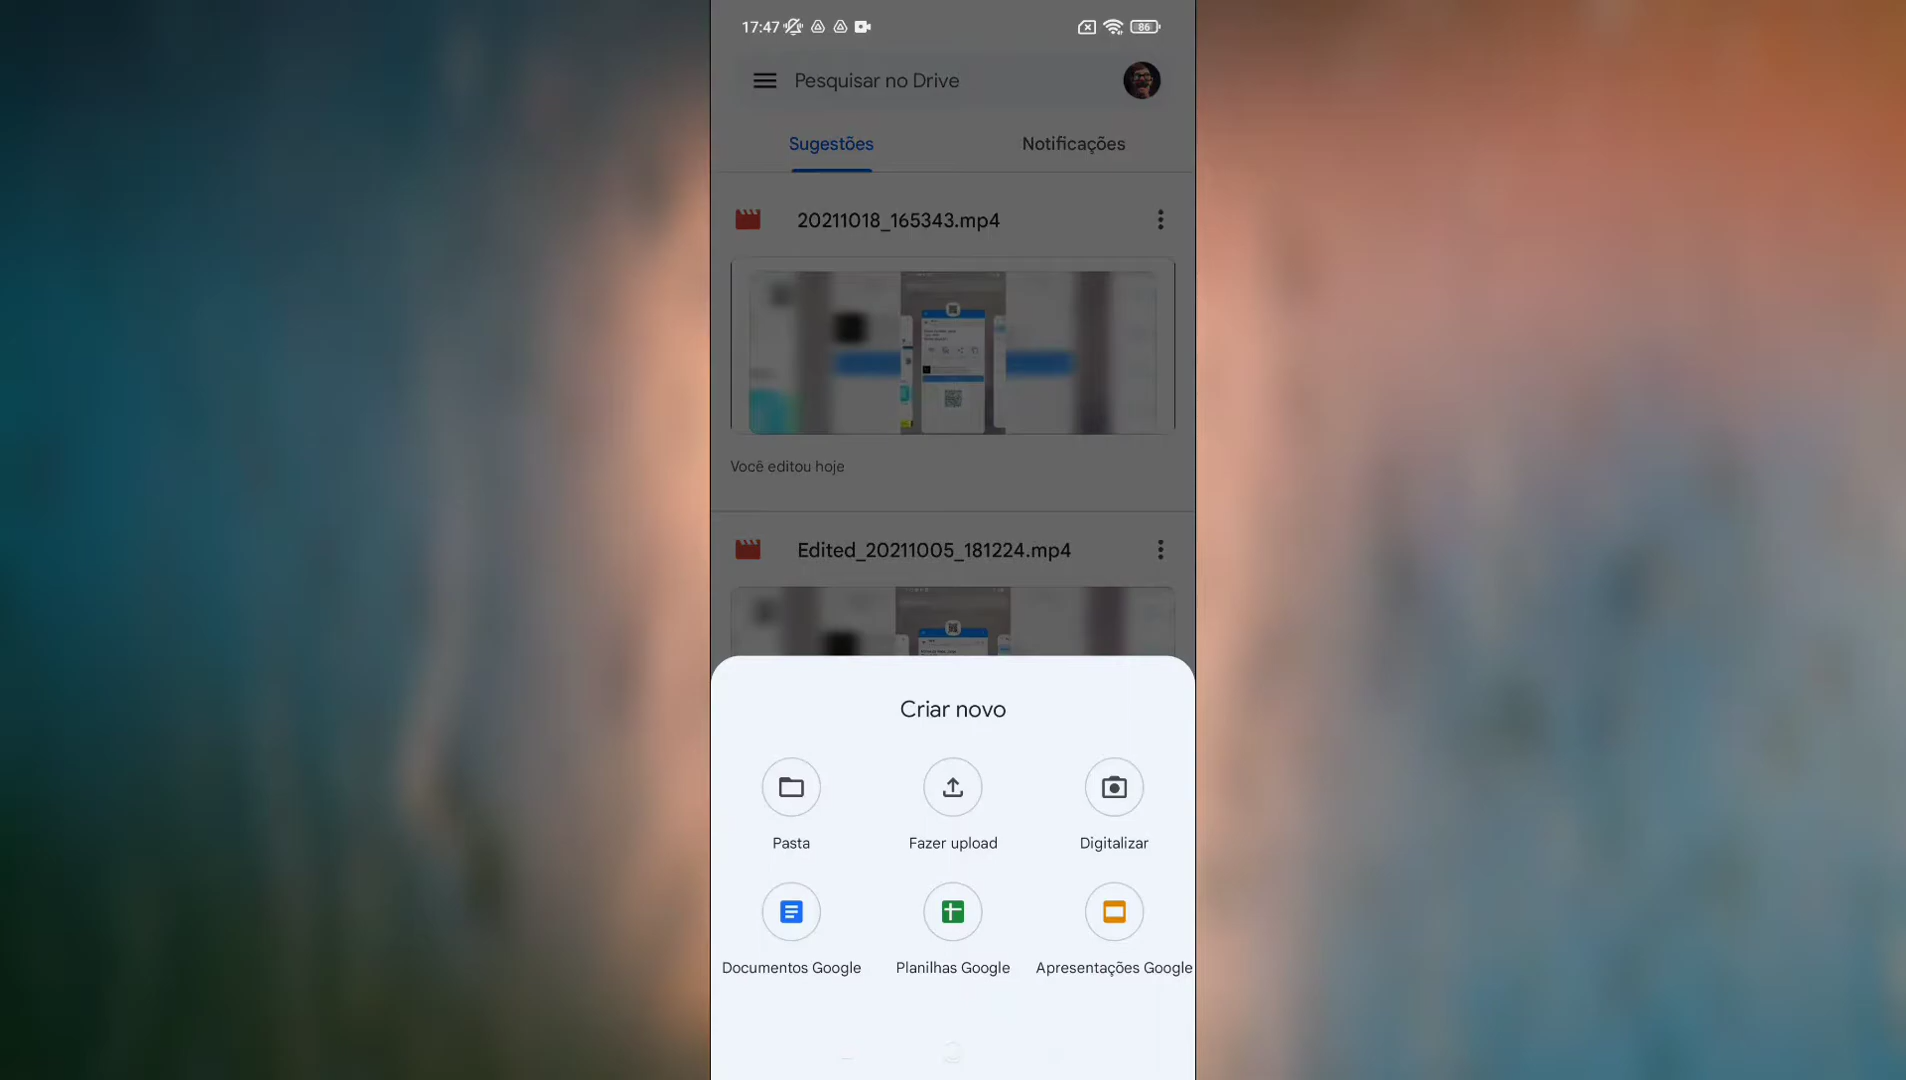 17:47
86
Pesquisar no Drive
Sugestões
Notificações
20211018_165343.mp4
Você editou hoje
Edited_20211005_181224.mp4
Criar novo
Pasta
Fazer upload
Digitalizar
Documentos Google
Planilhas Google
Apresentações Google